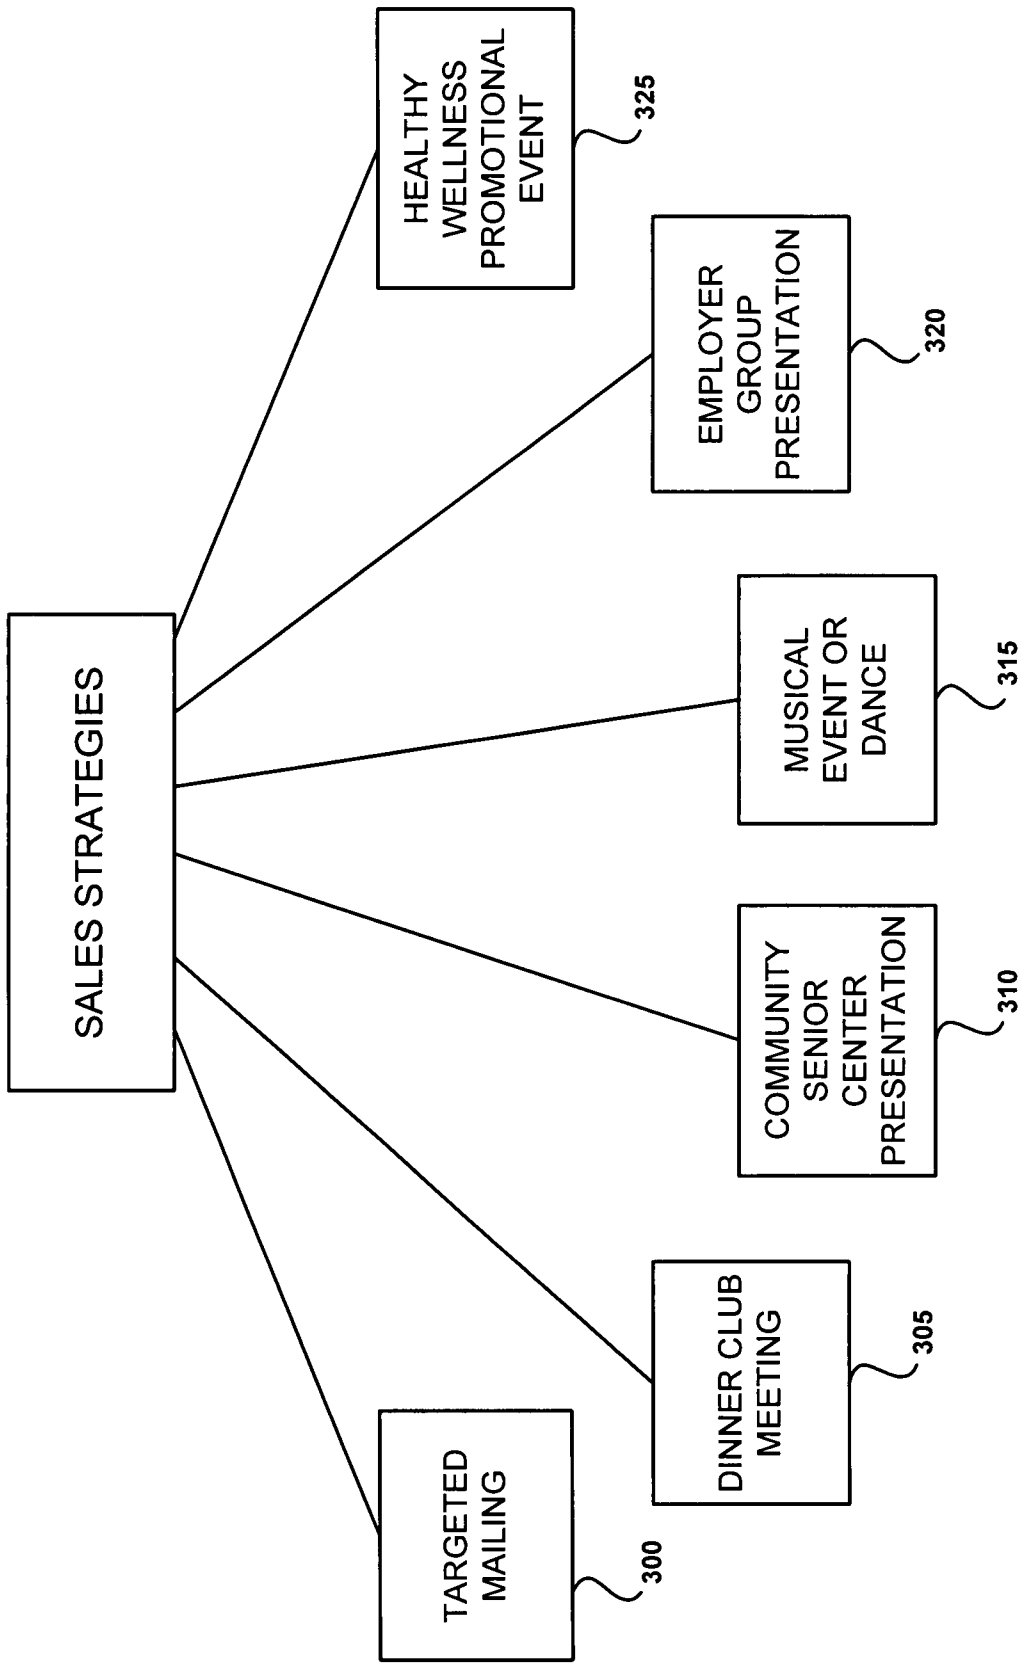 SALES STRATEGIES
TARGETED
MAILING
300
DINNER CLUB
MEETING
305
COMMUNITY
SENIOR
CENTER
PRESENTATION
310
MUSICAL
EVENT OR
DANCE
315
EMPLOYER
GROUP
PRESENTATION
320
HEALTHY
WELLNESS
PROMOTIONAL
EVENT
325